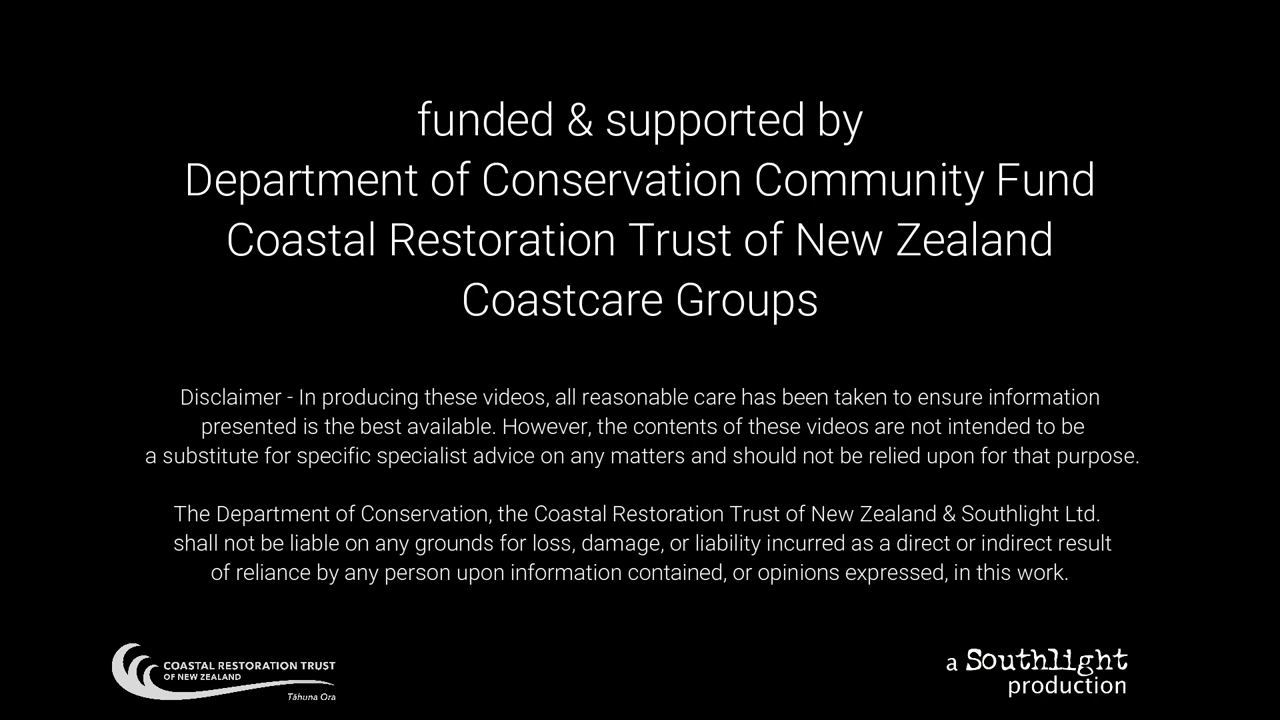 funded & supported by
Department of Conservation Community Fund
Coastal Restoration Trust of New Zealand
Coastcare Groups
Disclaimer - In producing these videos, all reasonable care has been taken to ensure information
presented is the best available. However, the contents of these videos are not intended to be
a substitute for specific specialist advice on any matters and should not be relied upon for that purpose.
The Department of Conservation, the Coastal Restoration Trust of New Zealand & Southlight Ltd.
shall not be liable on any grounds for loss, damage, or liability incurred as a direct or indirect result
of reliance by any person upon information contained, or opinions expressed, in this work.
COASTAL RESTORATION TRUST
OF NEW ZEALAND
Tāhuna Ora
a Southlight
production